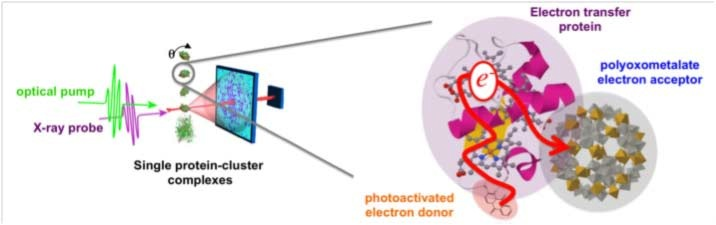 θ
optical pump
X-ray probe
Single protein-cluster
complexes
Electron transfer
protein
e-
polyoxometalate
electron acceptor
photoactivated
electron donor